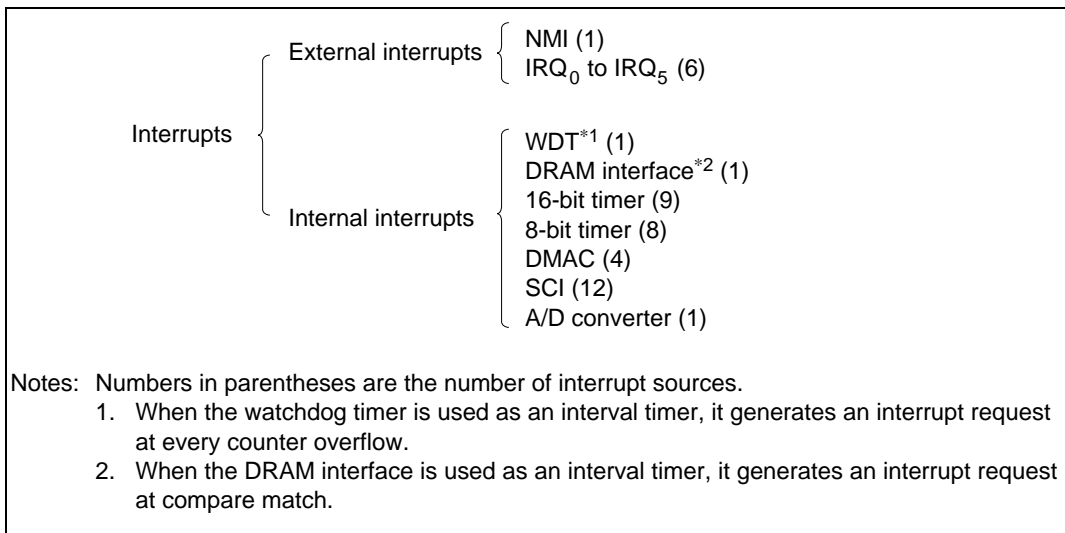 External interrupts
NMI (1)
IRQ0 to IRQ5 (6)
Interrupts
Internal interrupts
WDT*1 (1)
DRAM interface*2 (1)
16-bit timer (9)
8-bit timer (8)
DMAC (4)
SCI (12)
A/D converter (1)
Notes: Numbers in parentheses are the number of interrupt sources.
1. When the watchdog timer is used as an interval timer, it generates an interrupt request
at every counter overflow.
2. When the DRAM interface is used as an interval timer, it generates an interrupt request
at compare match.